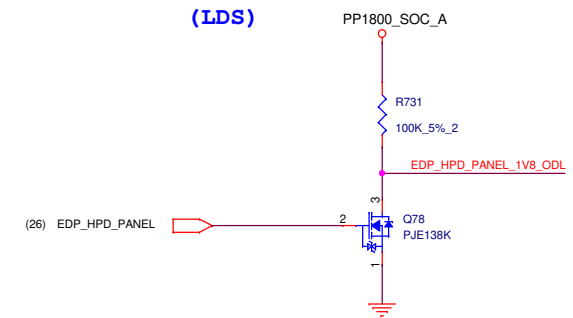 (LDS)
PP1800_SOC_A
R731
100K_5%_2
EDP_HPD_PANEL_1V8_ODL
3
(26) EDP_HPD_PANEL
2
Q78
PJE138K
1